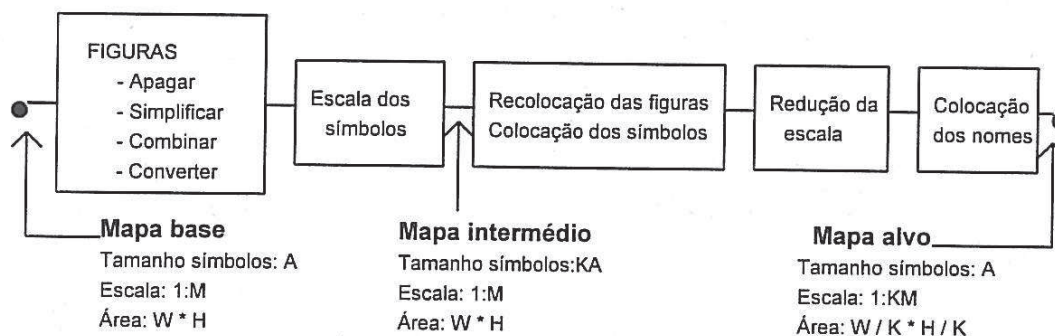 FIGURAS
- Apagar
- Simplificar
- Combinar
- Converter
Escala dos
símbolos
Recolocação das figuras
Colocação dos símbolos
Redução da
escala
Colocação
dos nomes
Mapa base
Tamanho símbolos: A
Escala: 1:M
Área: W * H
Mapa intermédio
Tamanho símbolos:KA
Escala: 1:M
Área: W * H
Mapa alvo
Tamanho símbolos: A
Escala: 1:KM
Área: W / K * H / K